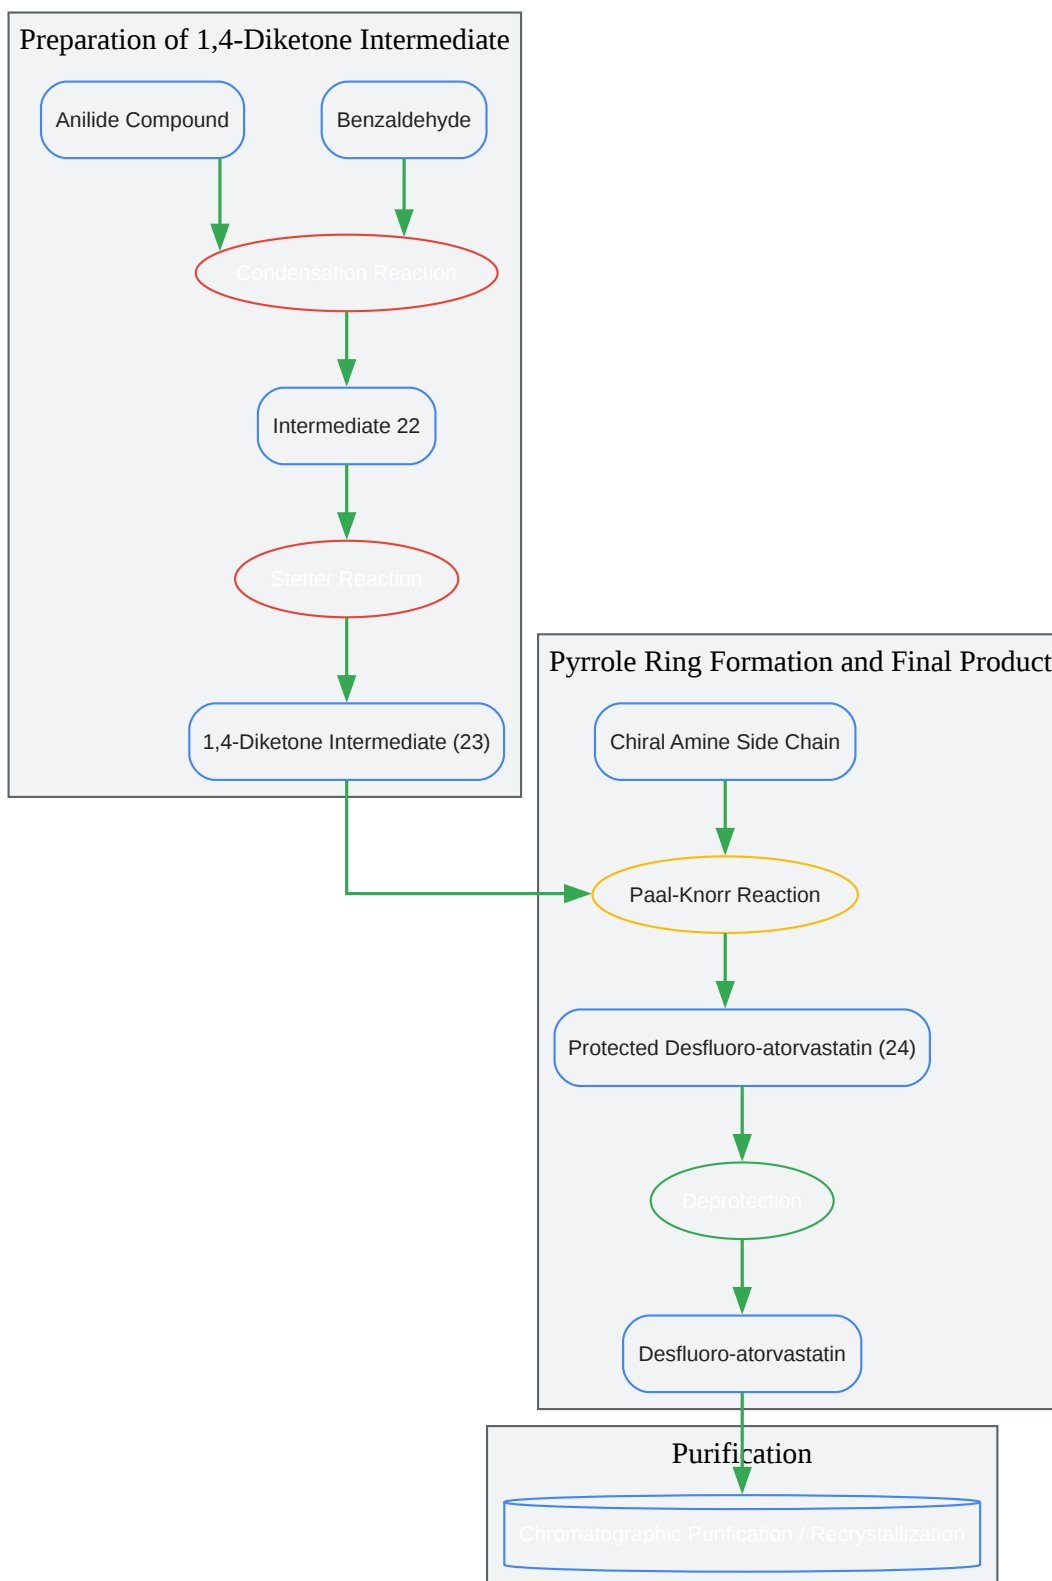 Preparation of 1,4-Diketone Intermediate
Anilide Compound
Benzaldehyde
Condensation Reaction
Intermediate 22
Stetter Reaction
1,4-Diketone Intermediate (23)
Pyrrole Ring Formation and Final Product
Chiral Amine Side Chain
Paal-Knorr Reaction
Protected Desfluoro-atorvastatin (24)
Deprotection
Desfluoro-atorvastatin
Purification
Chromatographic Purification / Recrystallization